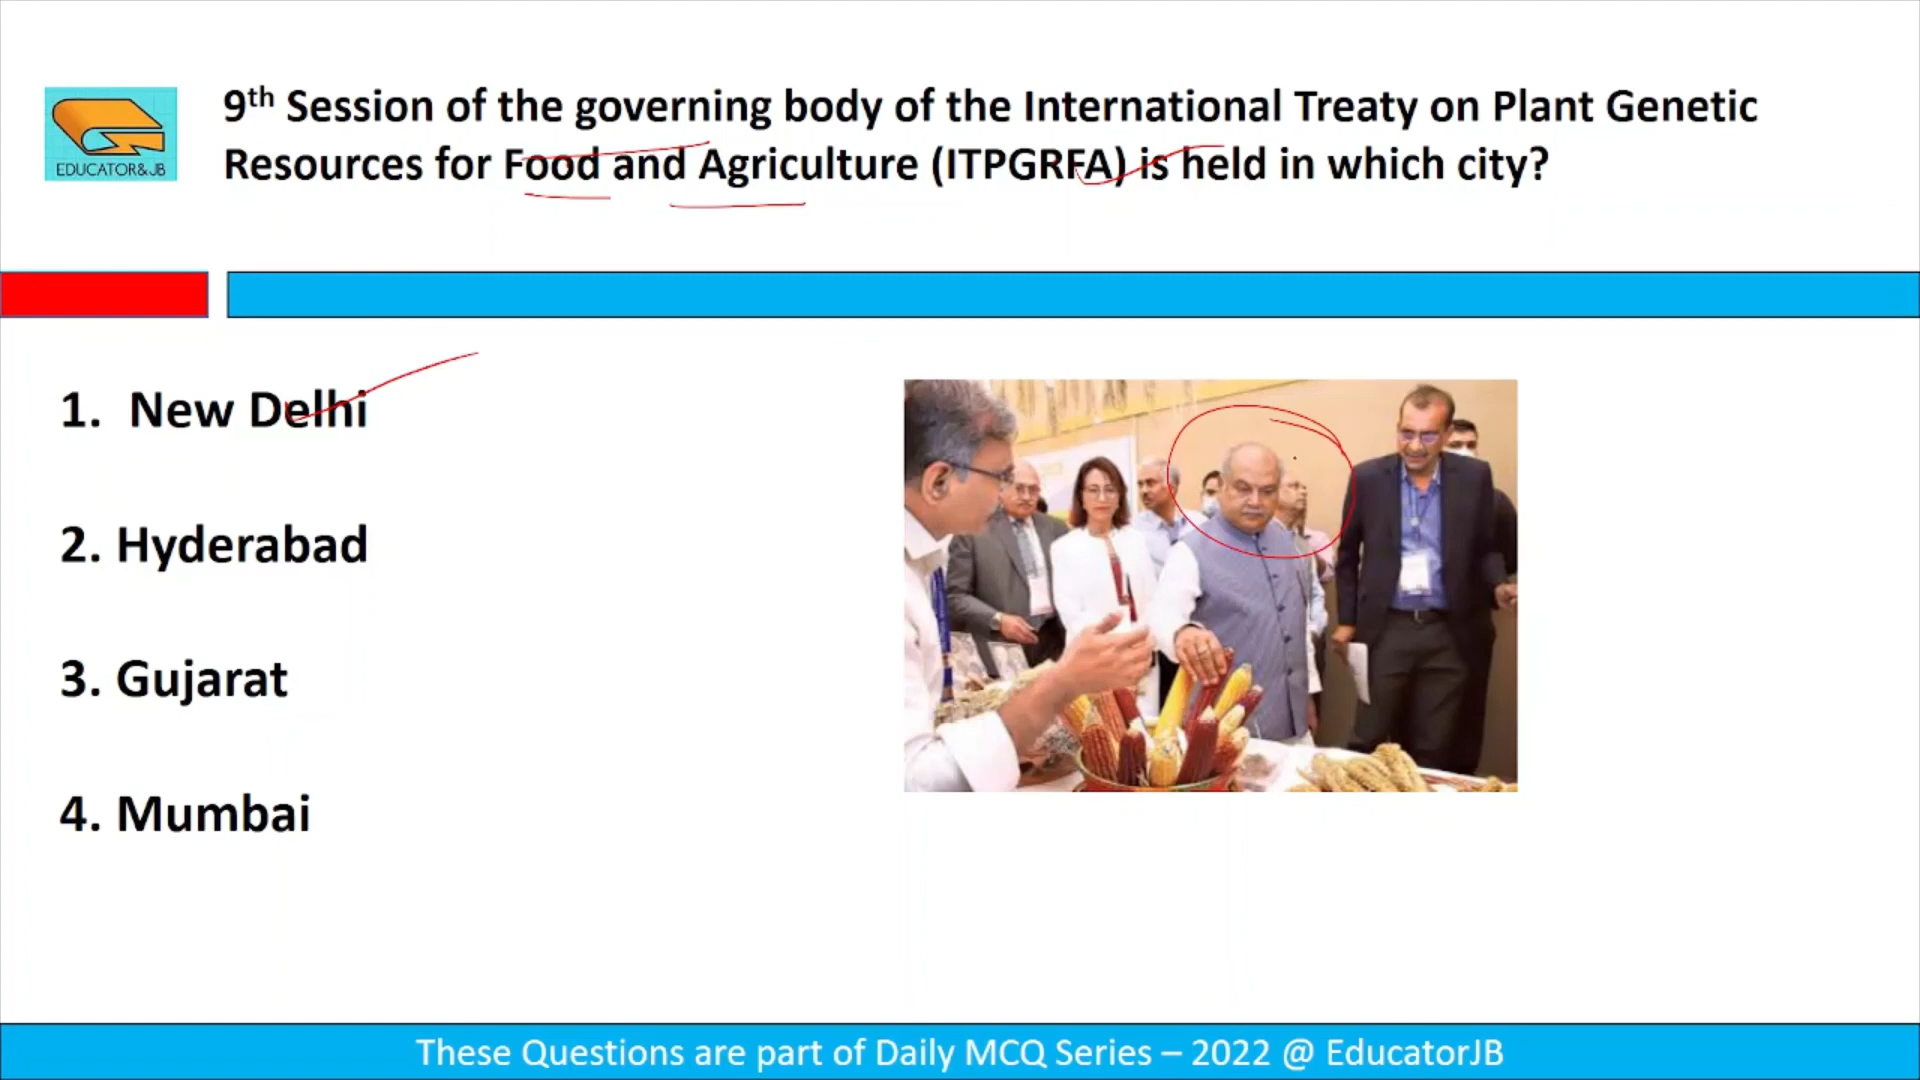 9th Session of the governing body of the International Treaty on Plant Genetic
Resources for Food and Agriculture (ITPGRFA) is held in which city?
EDUCATOR&JB
1. New Delhi
2. Hyderabad
3. Gujarat
4. Mumbai
These Questions are part of Daily MCQ Series – 2022 @ EducatorJB